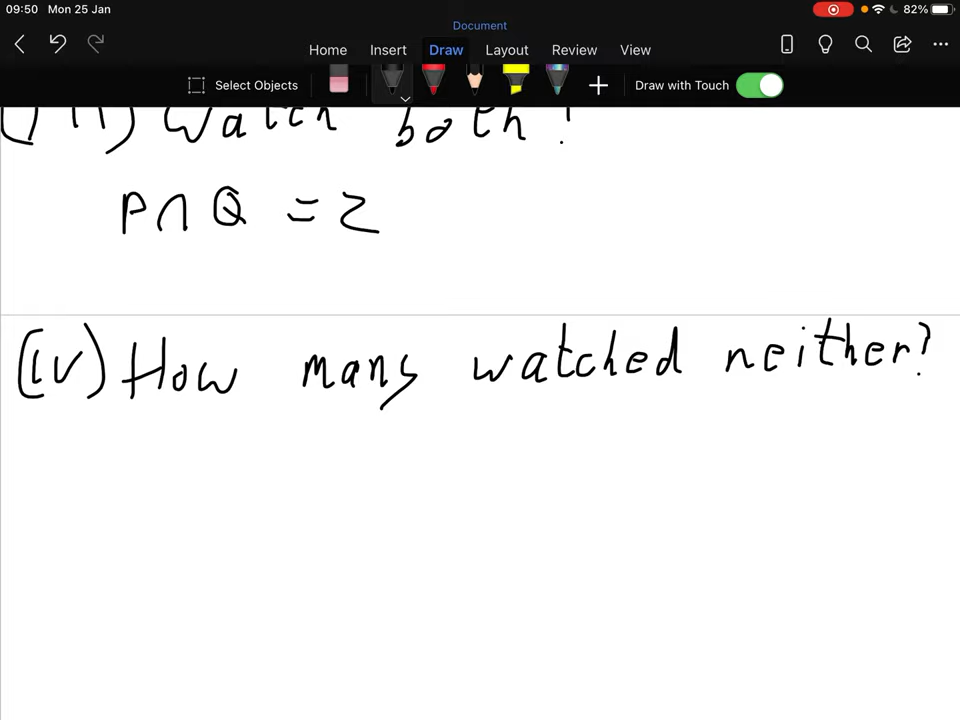 09:50 Mon 25 Jan
82%
Document
Home Insert Draw Layout Review View
Select Objects
Draw with Touch
(iii) Watch both?
P∩Q = 2
(iv) How many watched neither?